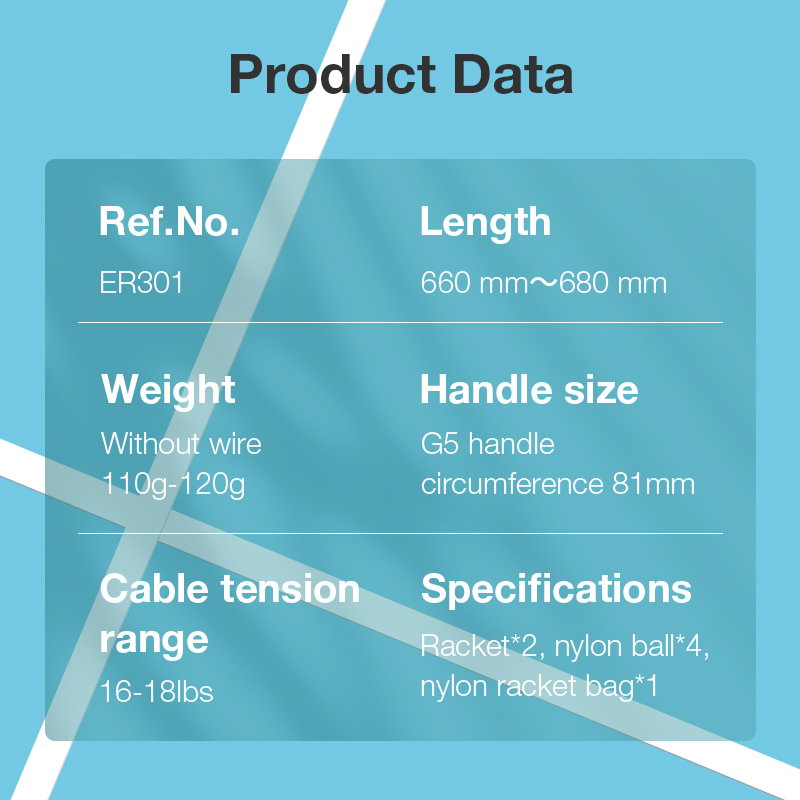 Product Data
Ref.No.
ER301
Length
660 mm～680 mm
Weight
Without wire
110g-120g
Handle size
G5 handle
circumference 81mm
Cable tension
range
16-18lbs
Specifications
Racket*2, nylon ball*4,
nylon racket bag*1